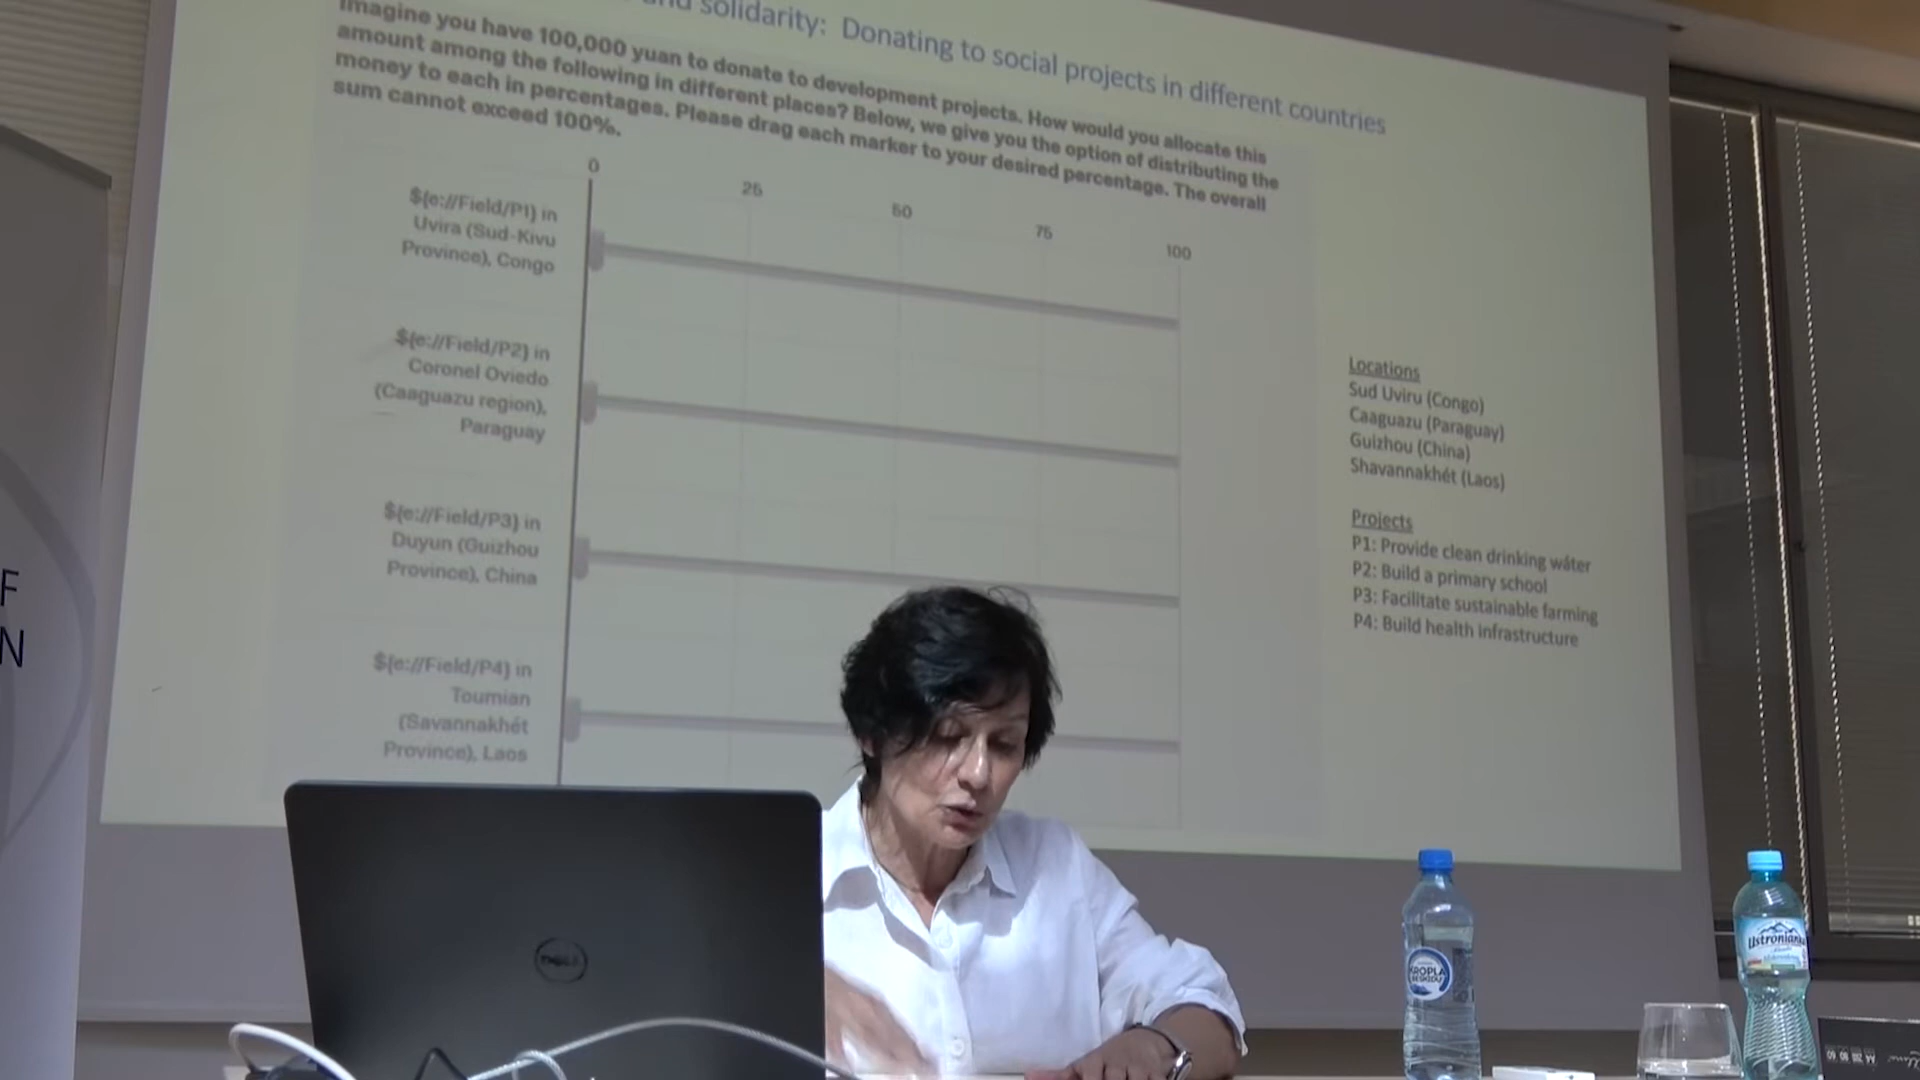 and solidarity: Donating to social projects in different countries
Imagine you have 100,000 yuan to donate to development projects. How would you allocate this
amount among the following in different places? Below, we give you the option of distributing the
money to each in percentages. Please drag each marker to your desired percentage. The overall
sum cannot exceed 100%.
0
25
50
75
100
${e://Field/P1} in
Uvira (Sud-Kivu
Province), Congo
${e://Field/P2} in
Coronel Oviedo
(Caaguazu region),
Paraguay
${e://Field/P3} in
Duyun (Guizhou
Province), China
${e://Field/P4} in
Toumian
(Savannakhét
Province), Laos
Locations
Sud Uviru (Congo)
Caaguazu (Paraguay)
Guizhou (China)
Shavannakhét (Laos)
Projects
P1: Provide clean drinking water
P2: Build a primary school
P3: Facilitate sustainable farming
P4: Build health infrastructure
F
N
DELL
KROPLA
BESKIDU
Ustronianka